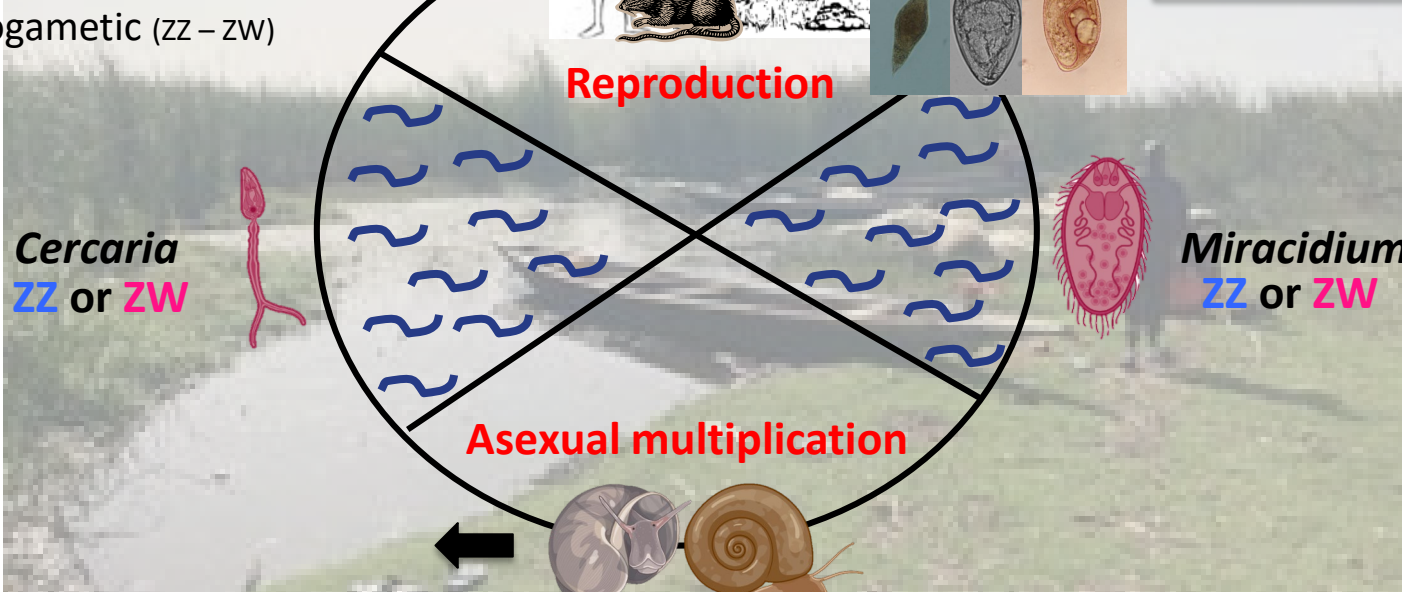 ogametic (ZZ – ZW)
Reproduction
Cercaria
ZZ or ZW
Miracidium
ZZ or ZW
Asexual multiplication